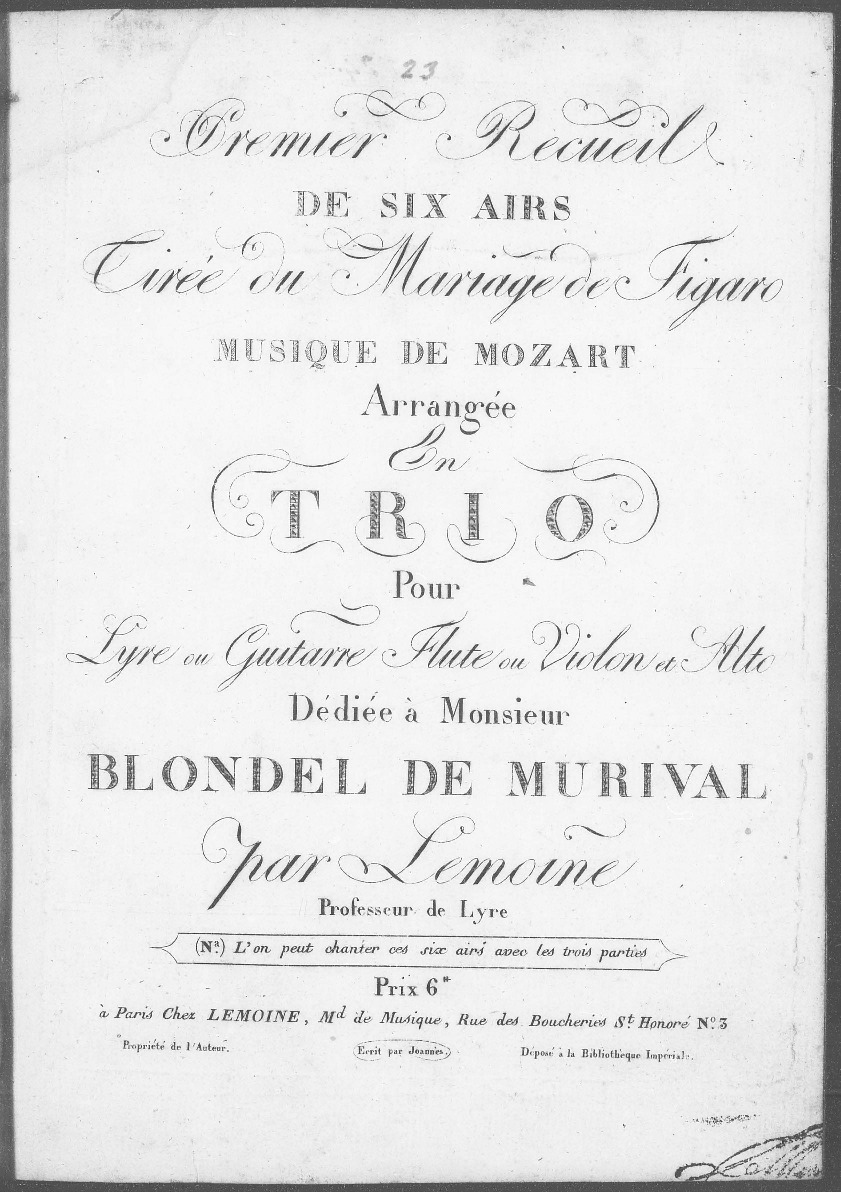 23
Premier Recueil
DE SIX AIRS
Tirée du Mariage de Figaro
MUSIQUE DE MOZART
Arrangée
En
TRIO
Pour
Lyre ou Guitarre Flute ou Violon et Alto
Dédiée à Monsieur
BLONDEL DE MURIVAL
par Lemoine
Professeur de Lyre
(Nª.) L'on peut chanter ces six airs avec les trois parties
Prix 6"
à Paris Chez LEMOINE, Md de Musique, Rue des Boucheries St Honoré Nº. 3
Propriété de l'Auteur.
Ecrit par Joannes.
Déposé à la Bibliothèque Impériale.